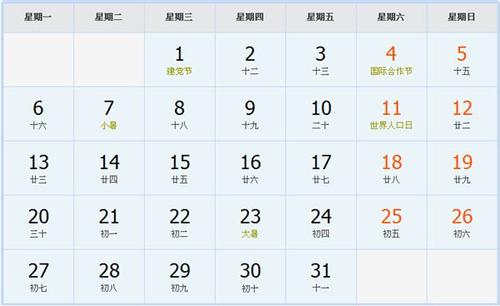 星期一 星期二 星期三 星期四 星期五 星期六 星期日
1 2 3 4 5
建党节 十二 十三 国际合作节 十五
6 7 8 9 10 11 12
十六 小暑 十八 十九 二十 世界人口日 廿二
13 14 15 16 17 18 19
廿三 廿四 廿五 廿六 廿七 廿八 廿九
20 21 22 23 24 25 26
三十 初一 初二 大暑 初四 初五 初六
27 28 29 30 31
初七 初八 初九 初十 十一